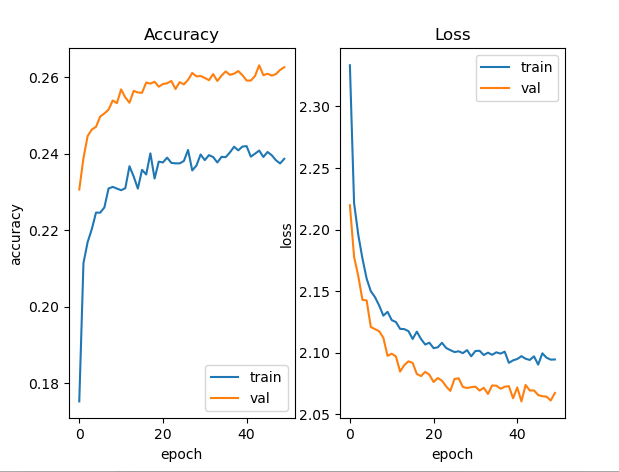 Accuracy
accuracy
0.26
0.24
0.22
0.20
0.18
0
20
40
epoch
train
val
Loss
loss
2.30
2.25
2.20
2.15
2.10
2.05
0
20
40
epoch
train
val